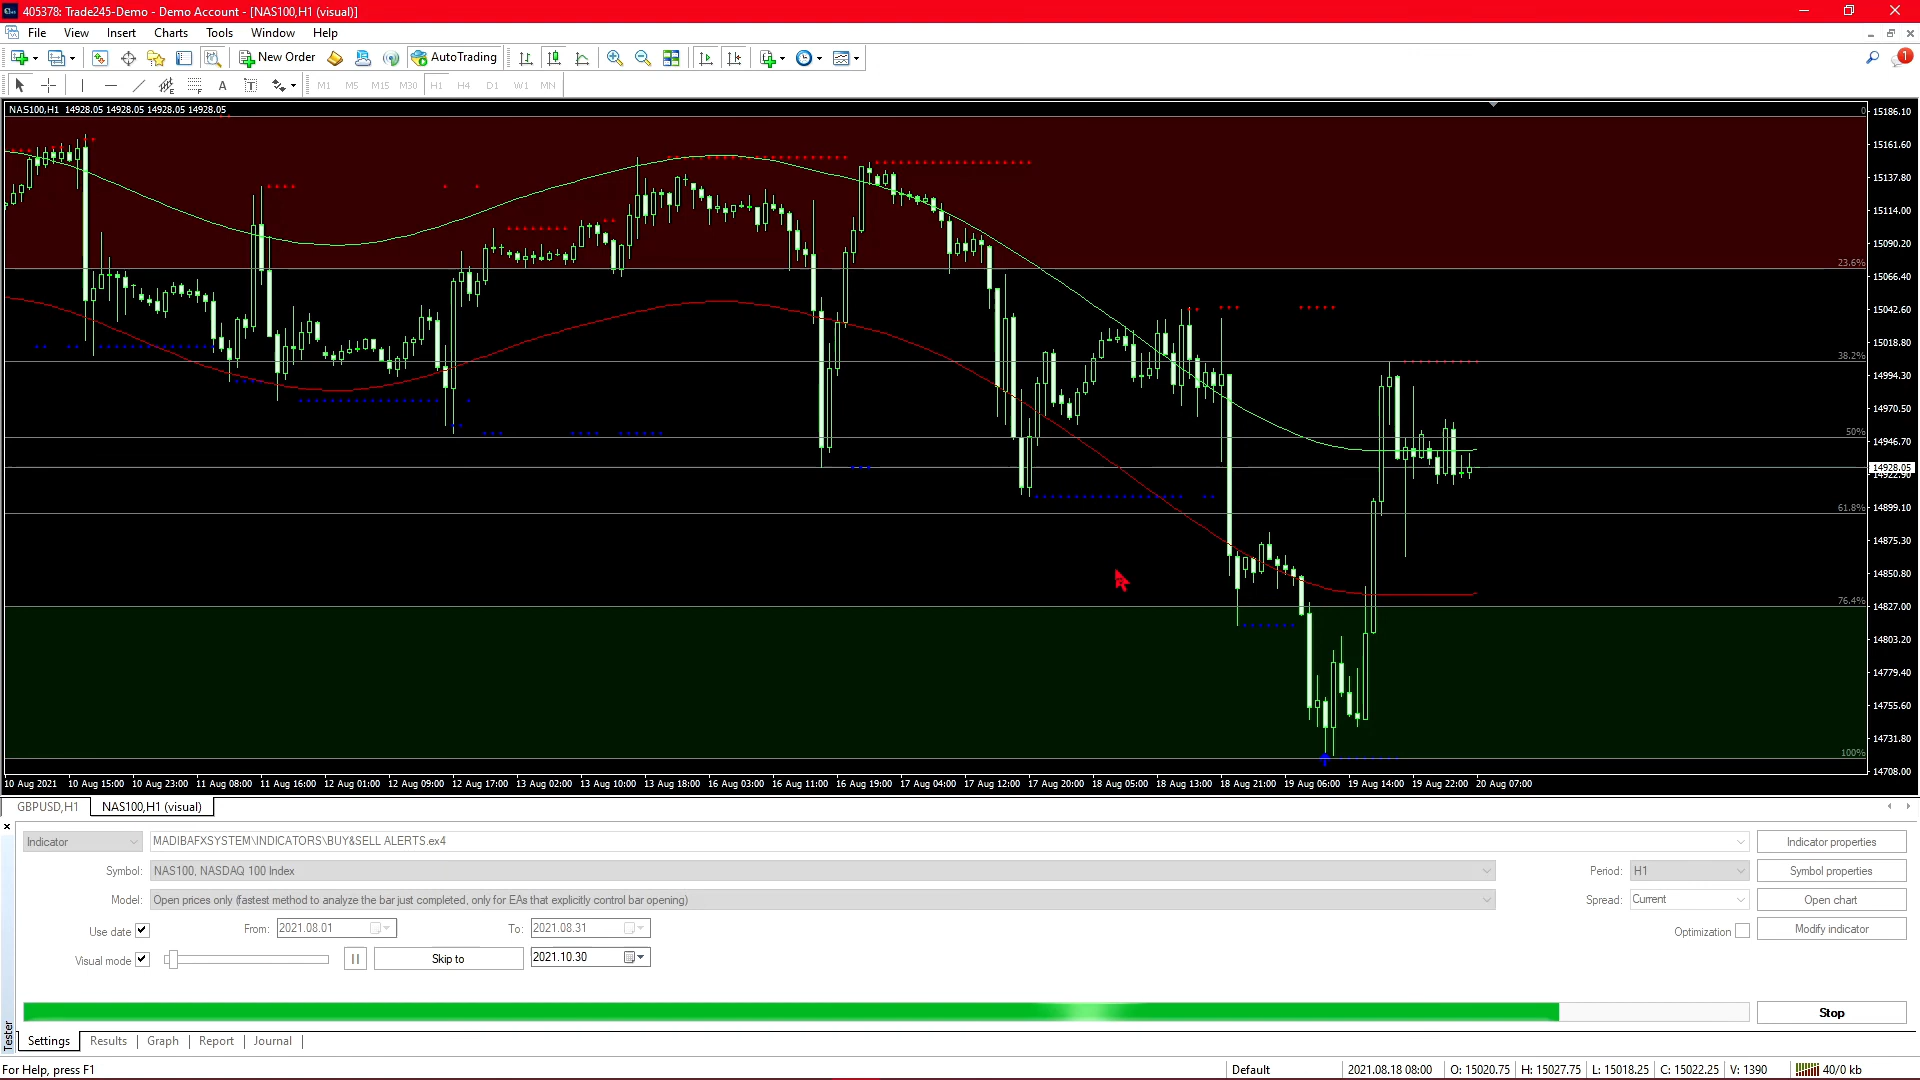 405378: Trade245-Demo - Demo Account - [NAS100,H1 (visual)]
File View Insert Charts Tools Window Help
New Order AutoTrading
A T M1 M5 M15 M30 H1 H4 D1 W1 MN
1
NAS100,H1 14928.05 14928.05 14928.05 14928.05
0
15186.10
15161.60
15137.80
15114.00
15090.20
23.6%
15066.40
15042.60
15018.80
38.2%
14994.30
14970.50
50%
14946.70
14928.05
14922.90
61.8%
14899.10
14875.30
14850.80
76.4%
14827.00
14803.20
14779.40
14755.60
14731.80
100%
14708.00
10 Aug 2021 10 Aug 15:00 10 Aug 23:00 11 Aug 08:00 11 Aug 16:00 12 Aug 01:00 12 Aug 09:00 12 Aug 17:00 13 Aug 02:00 13 Aug 10:00 13 Aug 18:00 16 Aug 03:00 16 Aug 11:00 16 Aug 19:00 17 Aug 04:00 17 Aug 12:00 17 Aug 20:00 18 Aug 05:00 18 Aug 13:00 18 Aug 21:00 19 Aug 06:00 19 Aug 14:00 19 Aug 22:00 20 Aug 07:00
GBPUSD,H1 NAS100,H1 (visual)
Indicator MADIBAFXSYSTEM\INDICATORS\BUY&SELL ALERTS.ex4 Indicator properties
Symbol: NAS100, NASDAQ 100 Index Period: H1 Symbol properties
Model: Open prices only (fastest method to analyze the bar just completed, only for EAs that explicitly control bar opening) Spread: Current Open chart
Use date From: 2021.08.01 To: 2021.08.31 Optimization Modify indicator
Visual mode Skip to 2021.10.30
Stop
Tester
Settings Results Graph Report Journal
For Help, press F1 Default 2021.08.18 08:00 O: 15020.75 H: 15027.75 L: 15018.25 C: 15022.25 V: 1390 40/0 kb